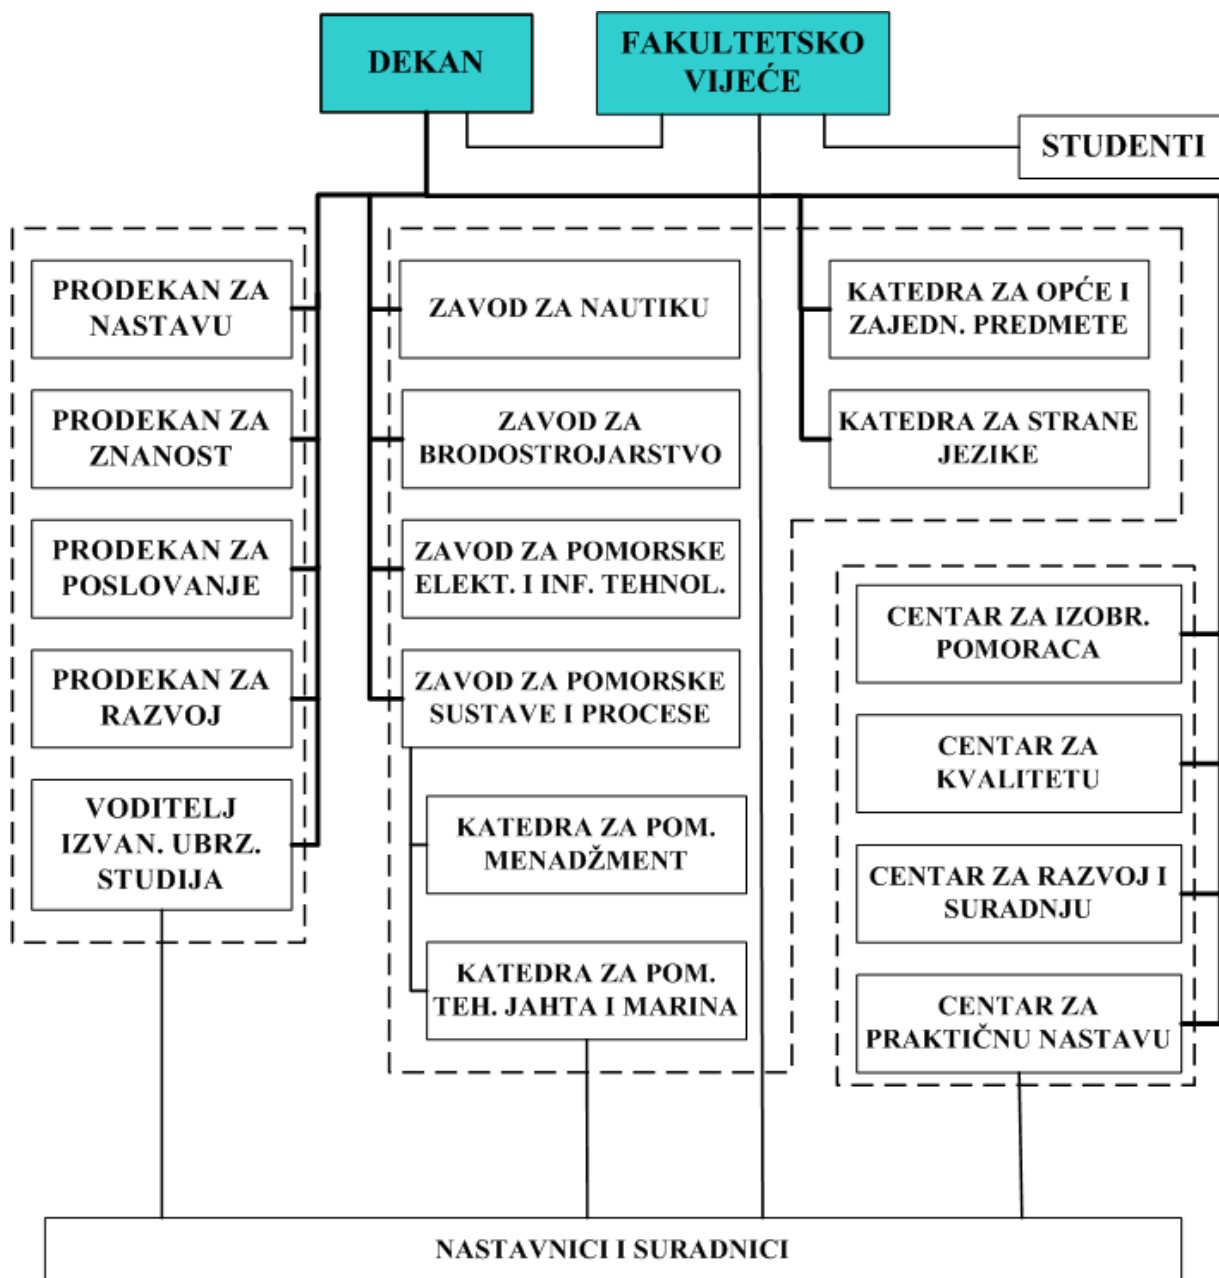 DEKAN
FAKULTETSKO
VIJEĆE
STUDENTI
PRODEKAN ZA
NASTAVU
PRODEKAN ZA
ZNANOST
PRODEKAN ZA
POSLOVANJE
PRODEKAN ZA
RAZVOJ
VODITELJ
IZVAN. UBRZ.
STUDIJA
ZAVOD ZA NAUTIKU
ZAVOD ZA
BRODOSTROJARSTVO
ZAVOD ZA POMORSKE
ELEKT. I INF. TEHNOL.
ZAVOD ZA POMORSKE
SUSTAVE I PROCESE
KATEDRA ZA POM.
MENADŽMENT
KATEDRA ZA POM.
TEH. JAHTA I MARINA
KATEDRA ZA OPĆE I
ZAJEDN. PREDMETE
KATEDRA ZA STRANE
JEZIKE
CENTAR ZA IZOBR.
POMORACA
CENTAR ZA
KVALITETU
CENTAR ZA RAZVOJ I
SURADNJU
CENTAR ZA
PRAKTIČNU NASTAVU
NASTAVNICI I SURADNICI